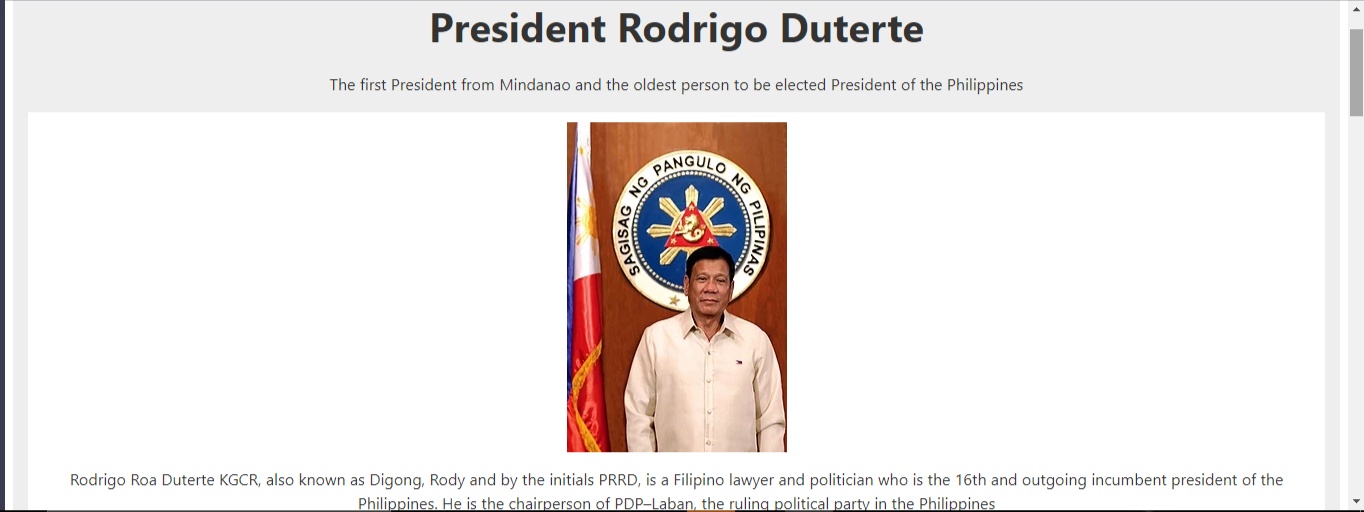 President Rodrigo Duterte
The first President from Mindanao and the oldest person to be elected President of the Philippines
SAGISAG NG PANGULO NG PILIPINAS
Rodrigo Roa Duterte KGCR, also known as Digong, Rody and by the initials PRRD, is a Filipino lawyer and politician who is the 16th and outgoing incumbent president of the
Philippines. He is the chairperson of PDP–Laban, the ruling political party in the Philippines